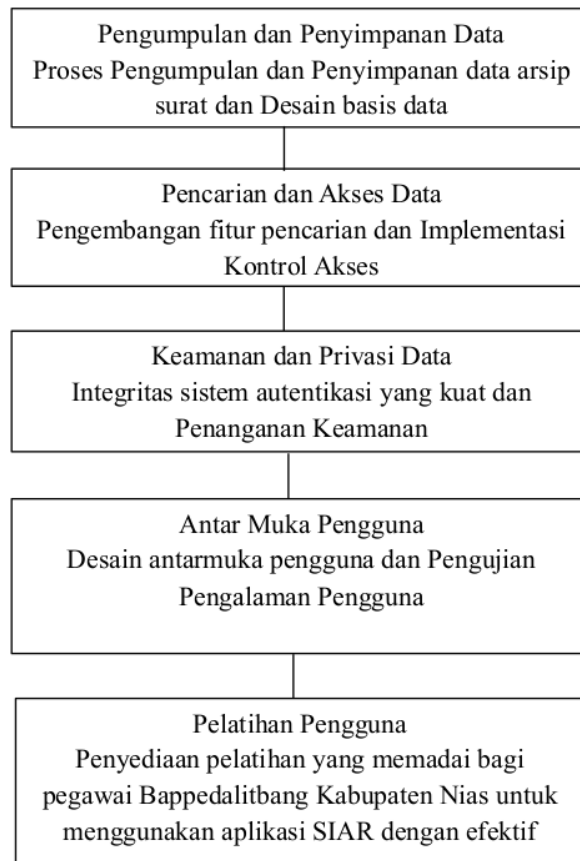 Pengumpulan dan Penyimpanan Data
Proses Pengumpulan dan Penyimpanan data arsip
surat dan Desain basis data
Pencarian dan Akses Data
Pengembangan fitur pencarian dan Implementasi
Kontrol Akses
Keamanan dan Privasi Data
Integritas sistem autentikasi yang kuat dan
Penanganan Keamanan
Antar Muka Pengguna
Desain antarmuka pengguna dan Pengujian
Pengalaman Pengguna
Pelatihan Pengguna
Penyediaan pelatihan yang memadai bagi
pegawai Bappedalitbang Kabupaten Nias untuk
menggunakan aplikasi SIAR dengan efektif